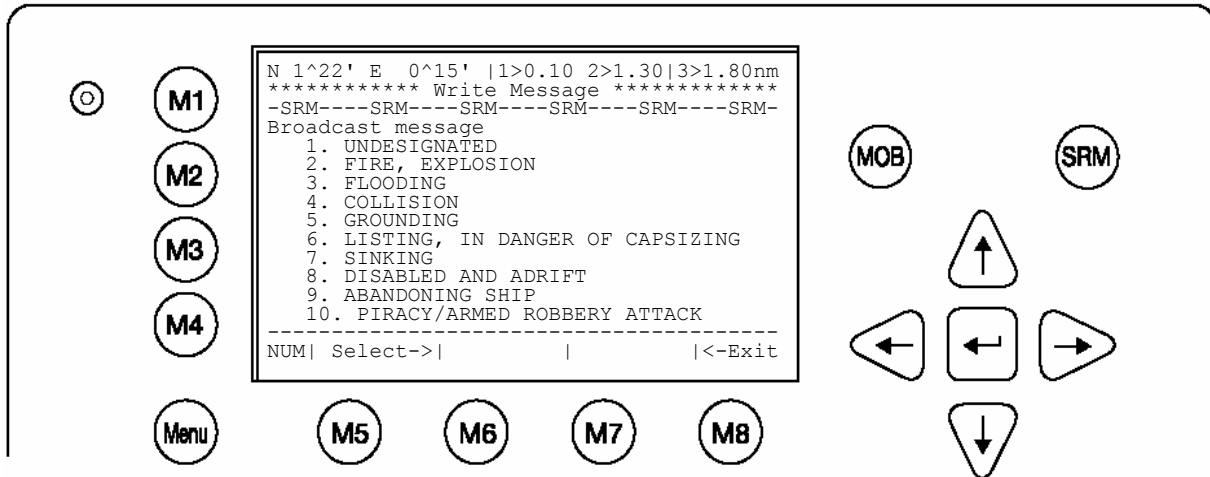 N 1^22' E  0^15' |1>0.10 2>1.30|3>1.80nm
************ Write Message *************
-SRM----SRM----SRM----SRM----SRM----SRM-
Broadcast message
1. UNDESIGNATED
2. FIRE, EXPLOSION
3. FLOODING
4. COLLISION
5. GROUNDING
6. LISTING, IN DANGER OF CAPSIZING
7. SINKING
8. DISABLED AND ADRIFT
9. ABANDONING SHIP
10. PIRACY/ARMED ROBBERY ATTACK
----------------------------------------
NUM| Select->|         |         |<-Exit
M1
M2
M3
M4
Menu
M5 M6 M7 M8
MOB SRM